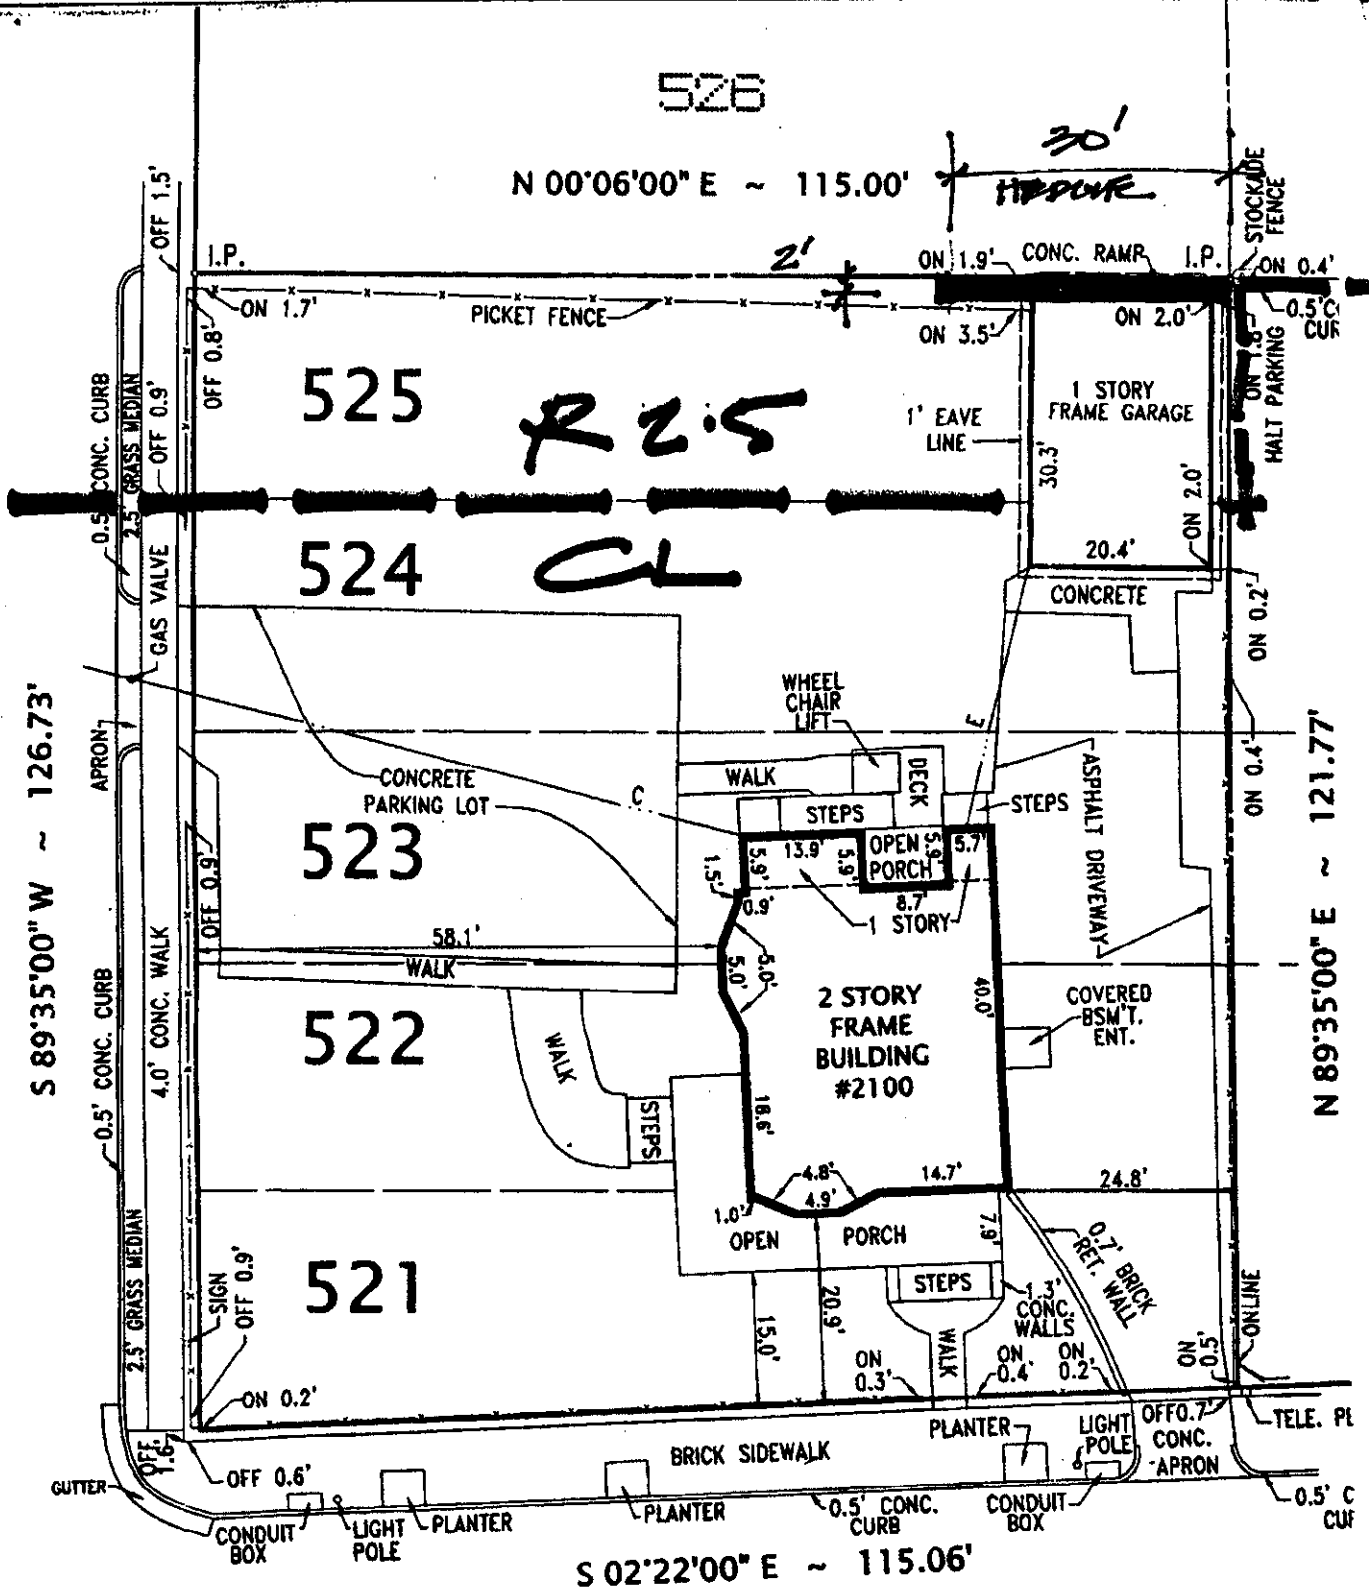 526
30'
N 00°06'00" E ~ 115.00'
STOCKADE
FENCE
OFF 1.5'
I.P.
2'
ON 1.9'
CONC. RAMP
I.P.
ON 0.4'
ON 1.7'
PICKET FENCE
ON 3.5'
ON 2.0'
ON 1.8'
HALT PARKING
OFF 0.8'
525
R 2.5
1' EAVE
LINE
1 STORY
FRAME GARAGE
30.3'
0.5' CONC. CURB
2.5' GRASS MEDIAN
OFF 0.9'
ON 2.0'
524
CL
20.4'
CONCRETE
ON 0.2'
GAS VALVE
WHEEL
CHAIR
LIFT
3
S 89°35'00" W ~ 126.73'
APRON
CONCRETE
PARKING LOT
C
WALK
DECK
STEPS
STEPS
ASPHALT DRIVEWAY
ON 0.4'
N 89°35'00" E ~ 121.77'
523
13.9'
5.9'
5.9'
OPEN
PORCH
5.9'
5.7'
1.5'
0.9'
8.7'
1 STORY
OFF 0.9'
58.1'
WALK
5.0'
5.0'
40.0'
522
2 STORY
FRAME
BUILDING
#2100
COVERED
BSM'T.
ENT.
0.5' CONC. CURB
4.0' CONC. WALK
WALK
STEPS
16.6'
4.8'
14.7'
24.8'
4.9'
1.0'
OPEN PORCH
7.9'
0.7' BRICK
RET. WALL
2.5' GRASS MEDIAN
SIGN
OFF 0.9'
521
15.0'
20.9'
STEPS
1.3'
CONC.
WALLS
WALK
ON
0.3'
ON
0.4'
ON
0.2'
ON
0.5'
ONLINE
ON 0.2'
OFF
1.6'
OFF 0.6'
BRICK SIDEWALK
PLANTER
LIGHT
POLE
OFF0.7'
CONC.
APRON
TELE. PL
GUTTER
CONDUIT
BOX
LIGHT
POLE
PLANTER
PLANTER
0.5' CONC.
CURB
CONDUIT
BOX
0.5' C
CUR
S 02°22'00" E ~ 115.06'